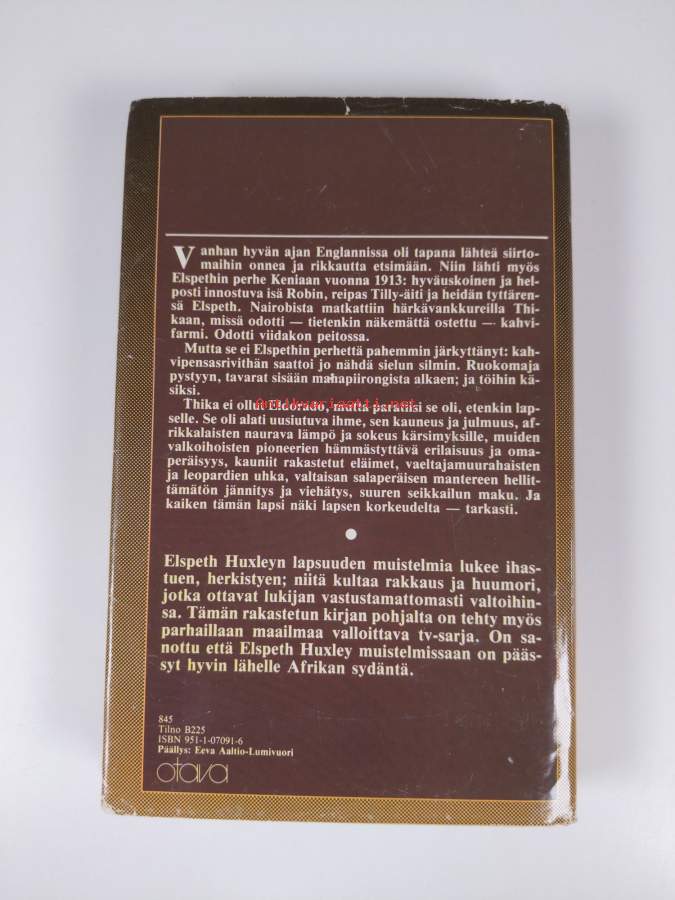 Vanhan hyvän ajan Englannissa oli tapana lähteä siirto-
maihin onnea ja rikkautta etsimään. Niin lähti myös
Elspethin perhe Keniaan vuonna 1913: hyväuskoinen ja hel-
posti innostuva isä Robin, reipas Tilly-äiti ja heidän tyttären-
sä Elspeth. Nairobista matkattiin härkävankkureilla Thi-
kaan, missä odotti — tietenkin näkemättä ostettu — kahvi-
farmi. Odotti viidakon peitossa.
Mutta se ei Elspethin perhettä pahemmin järkyttänyt: kah-
vipensasrivithän saattoi jo nähdä sielun silmin. Ruokomaja
pystyyn, tavarat sisään mahapiirongista alkaen; ja töihin kä-
siksi.
Thika ei ollut Eldorado, mutta paratiisi se oli, etenkin lap-
selle. Se oli alati uusiutuva ihme, sen kauneus ja julmuus, af-
rikkalaisten naurava lämpö ja sokeus kärsimyksille, muiden
valkoihoisten pioneerien hämmästyttävä erilaisuus ja oma-
peräisyys, kauniit rakastetut eläimet, vaeltajamuurahaisten
ja leopardien uhka, valtaisan salaperäisen mantereen hellit-
tämätön jännitys ja viehätys, suuren seikkailun maku. Ja
kaiken tämän lapsi näki lapsen korkeudelta — tarkasti.
Antikvariaatti.net
Elspeth Huxleyn lapsuuden muistelmia lukee ihas-
tuen, herkistyen; niitä kultaa rakkaus ja huumori,
jotka ottavat lukijan vastustamattomasti valtoihin-
sa. Tämän rakastetun kirjan pohjalta on tehty myös
parhaillaan maailmaa valloittava tv-sarja. On sa-
nottu että Elspeth Huxley muistelmissaan on pääs-
syt hyvin lähelle Afrikan sydäntä.
845
Tilno B225
ISBN 951-1-07091-6
Päällys: Eeva Aaltio-Lumivuori
otava